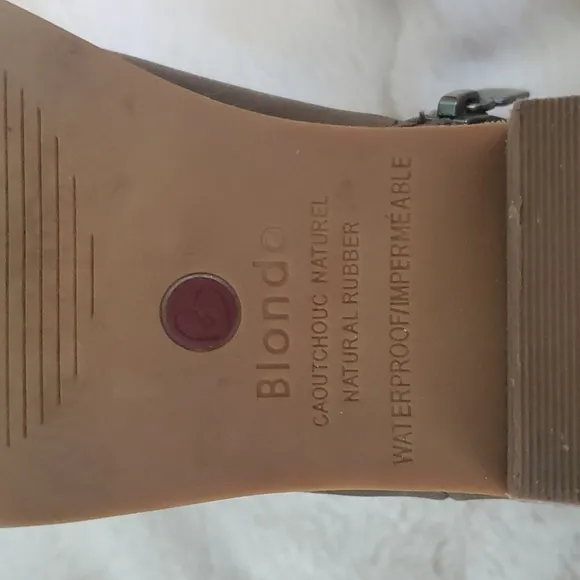 Blondo
CAOUTCHOUC NATUREL
NATURAL RUBBER
WATERPROOF/IMPERMÉABLE